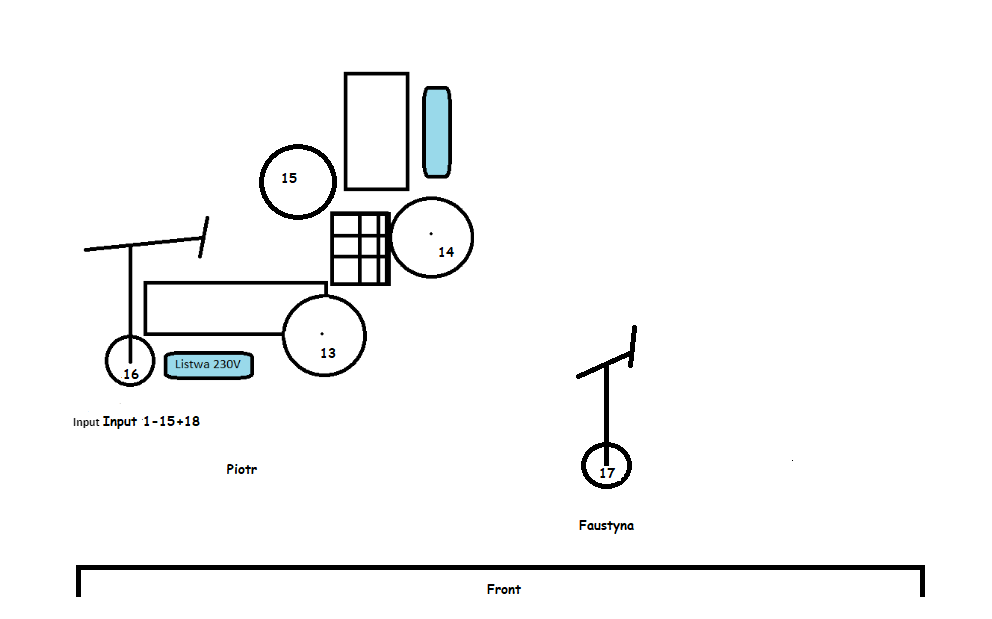 15
14
13
16
Listwa 230V
Input Input 1-15+18
Piotr
17
Faustyna
Front